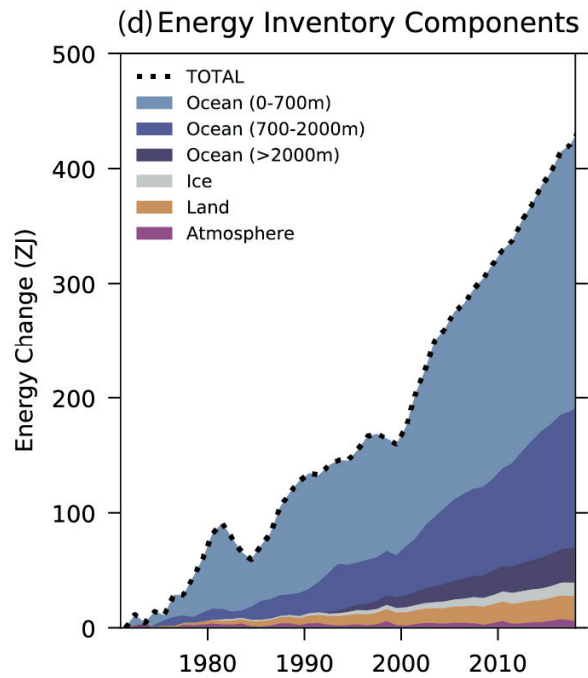 (d) Energy Inventory Components
500
TOTAL
Ocean (0-700m)
Ocean (700-2000m)
Ocean (>2000m)
Ice
Land
Atmosphere
400
300
200
100
0
Energy Change (ZJ)
1980
1990
2000
2010